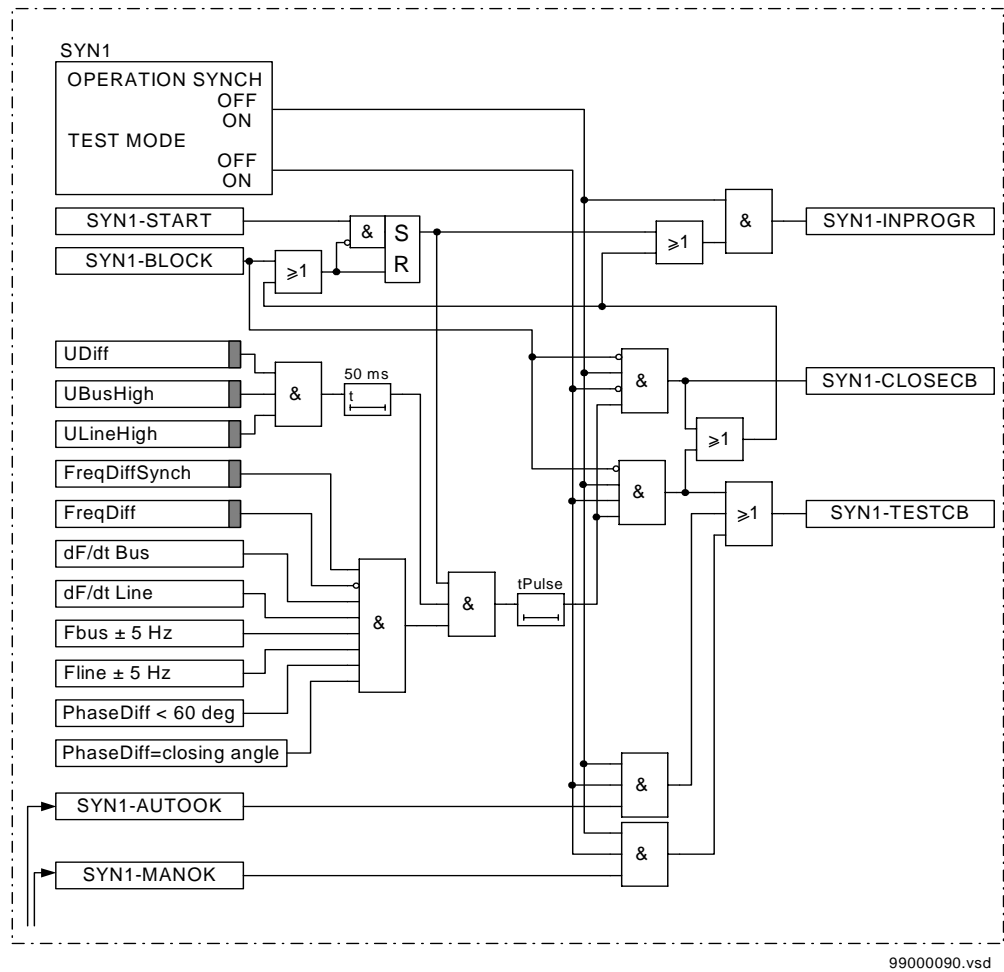 SYN1
OPERATION SYNCH
OFF
ON
TEST MODE
OFF
ON
SYN1-START
SYN1-BLOCK
&
S
R
≥1
≥1
&
SYN1-INPROGR
UDiff
UBusHigh
ULineHigh
&
50 ms
t
&
SYN1-CLOSECB
≥1
FreqDiffSynch
FreqDiff
dF/dt Bus
dF/dt Line
Fbus ± 5 Hz
Fline ± 5 Hz
PhaseDiff < 60 deg
PhaseDiff=closing angle
&
&
tPulse
&
≥1
SYN1-TESTCB
SYN1-AUTOOK
&
SYN1-MANOK
&
99000090.vsd